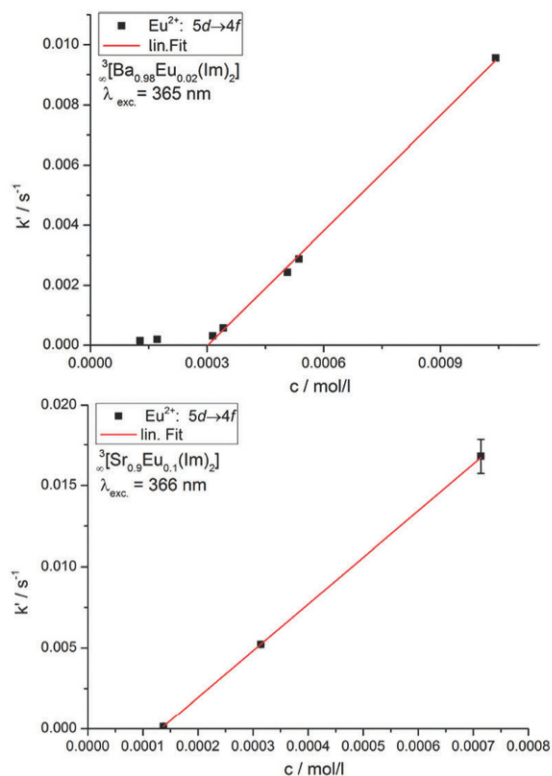 Eu²⁺: 5d→4f
lin.Fit
³∞[Ba₀.₉₈Eu₀.₀₂(Im)₂]
λ exc. = 365 nm
0.010
0.008
0.006
0.004
0.002
0.000
k' / s⁻¹
0.0000 0.0003 0.0006 0.0009
c / mol/l
Eu²⁺: 5d→4f
lin. Fit
³∞[Sr₀.₉Eu₀.₁(Im)₂]
λexc. = 366 nm
0.020
0.015
0.010
0.005
0.000
k' / s⁻¹
0.0000 0.0001 0.0002 0.0003 0.0004 0.0005 0.0006 0.0007 0.0008
c / mol/l